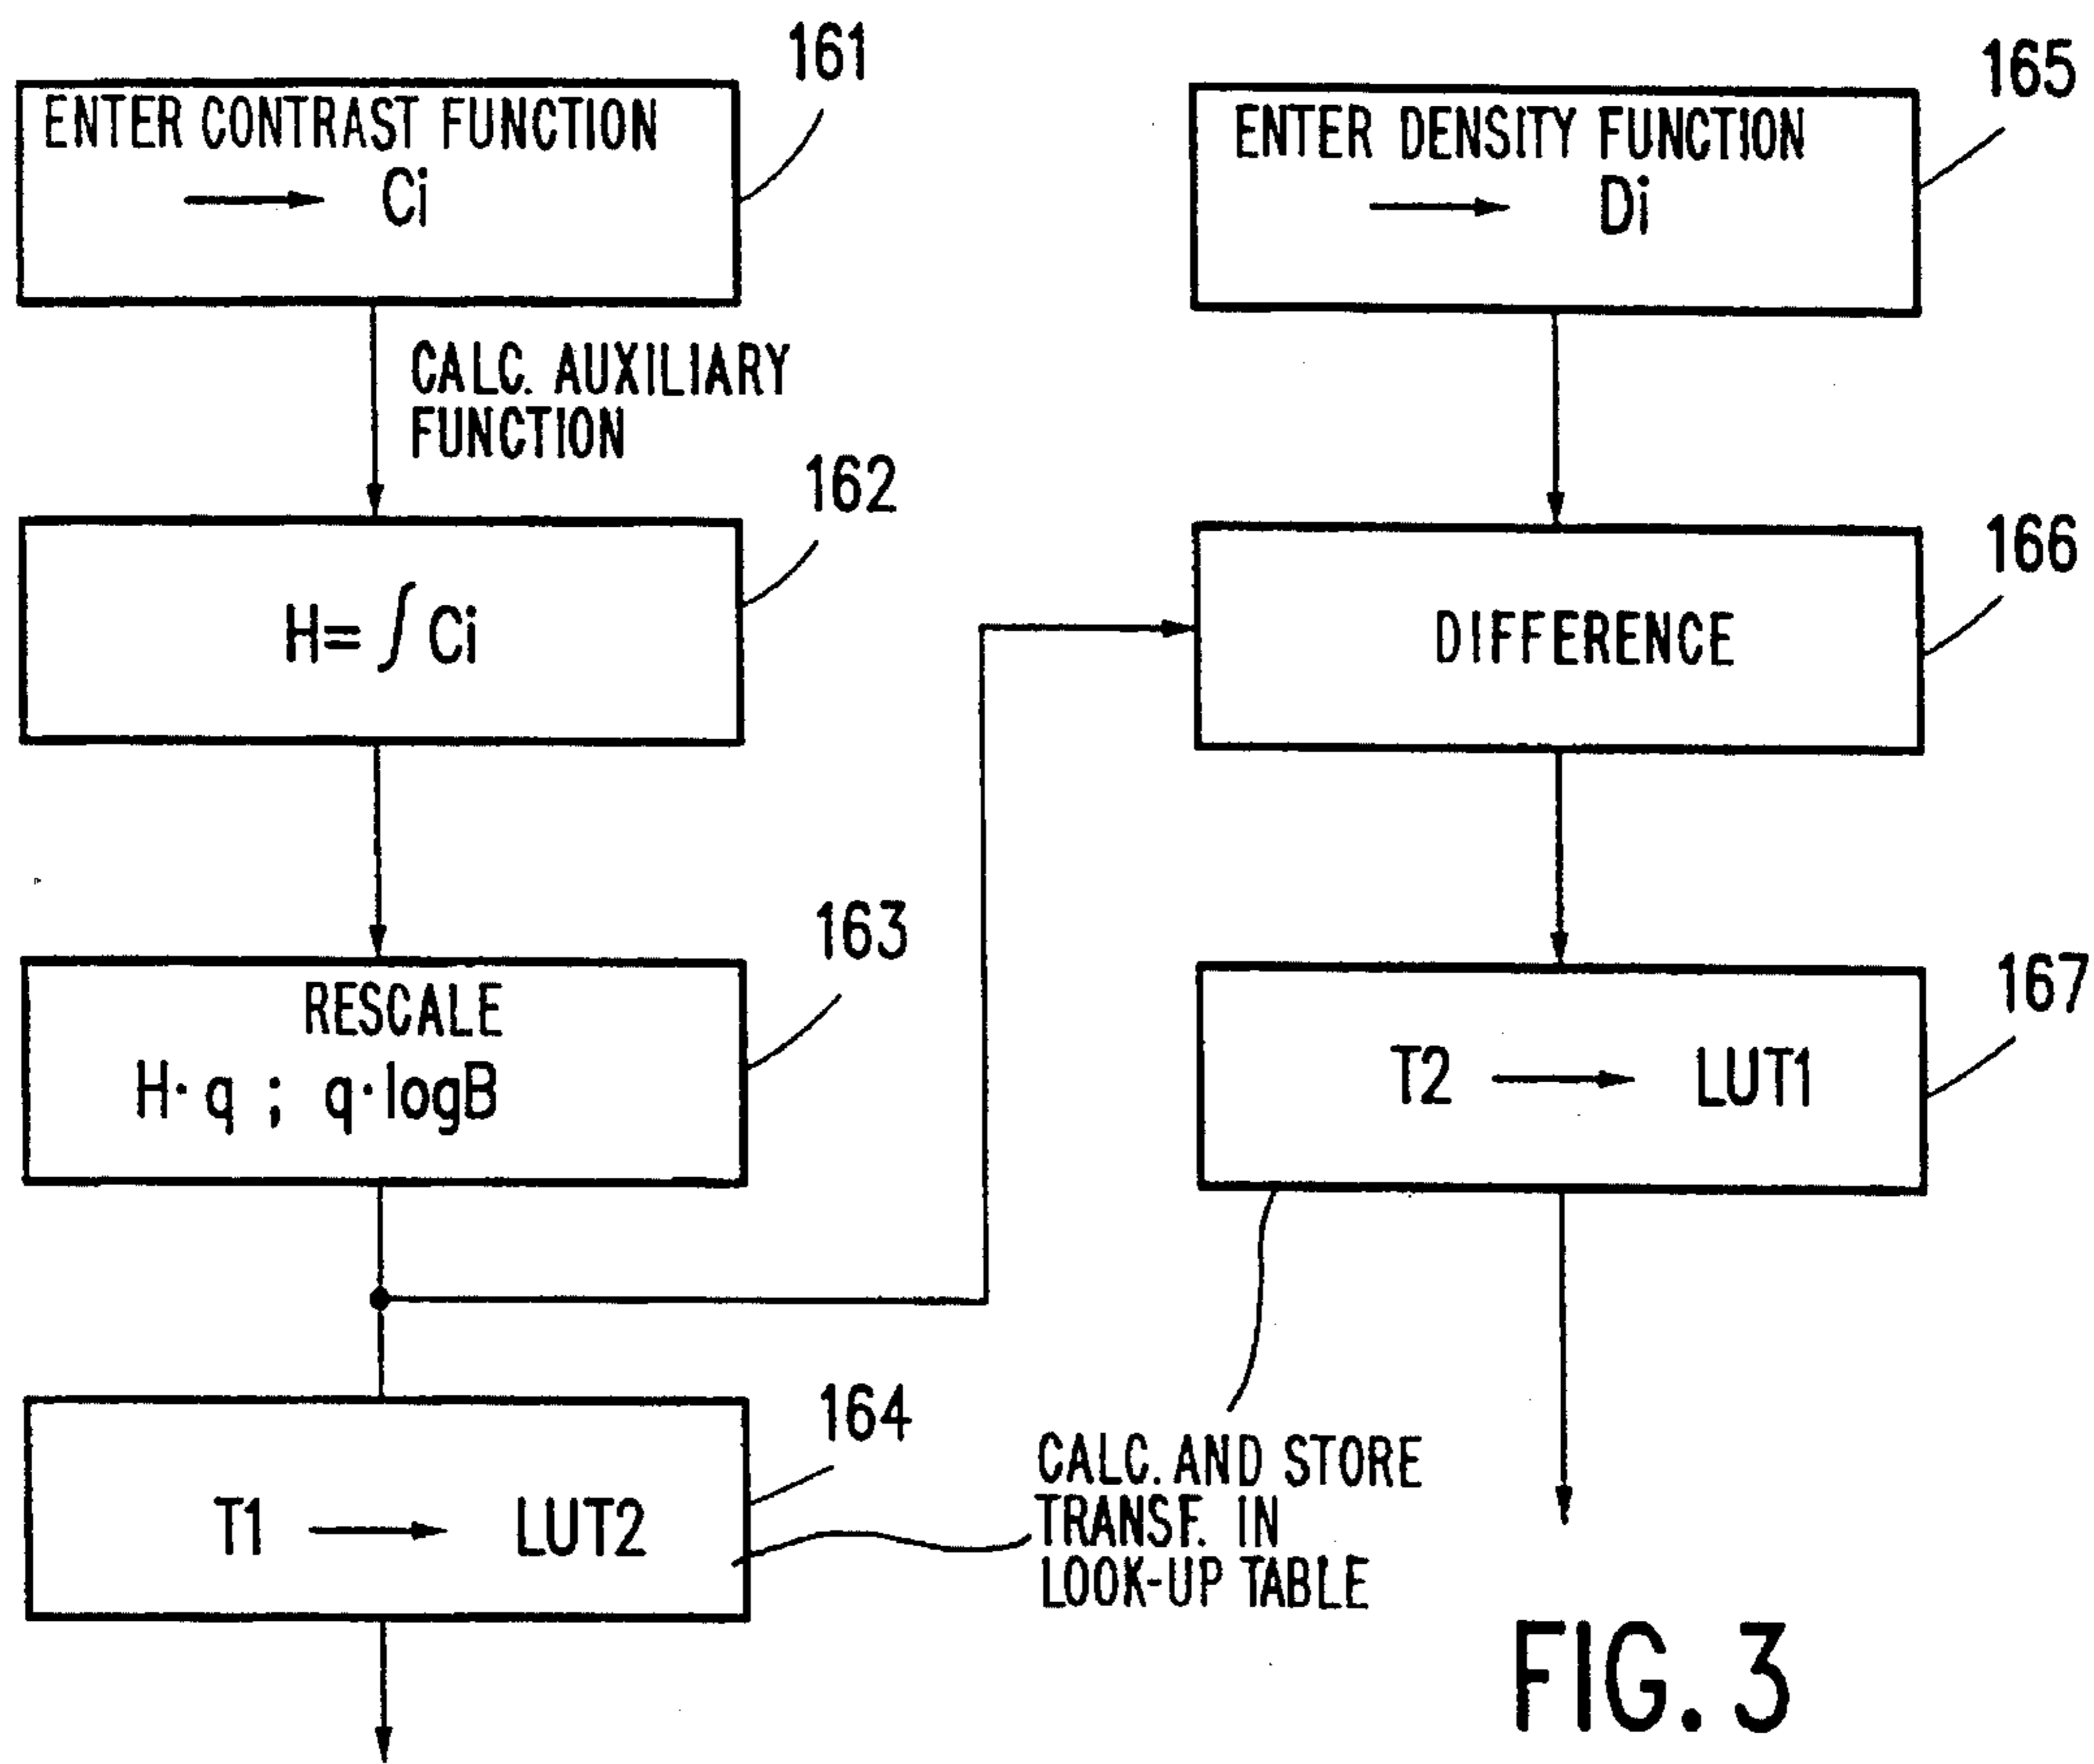 161
ENTER CONTRAST FUNCTION
→ Ci
CALC. AUXILIARY
FUNCTION
162
H= ∫ Ci
163
RESCALE
H· q ; q·logB
164
T1 → LUT2
165
ENTER DENSITY FUNCTION
→ Di
166
DIFFERENCE
167
T2 → LUT1
CALC. AND STORE
TRANSF. IN
LOOK-UP TABLE
FIG. 3